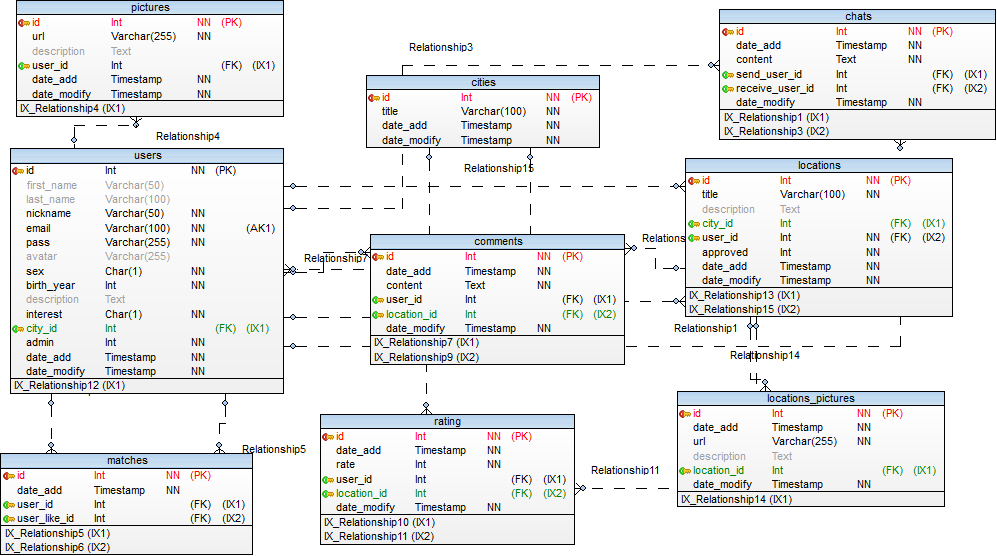 pictures
id Int NN (PK)
url Varchar(255) NN
description Text
user_id Int (FK) (IX1)
date_add Timestamp NN
date_modify Timestamp NN
IX_Relationship4 (IX1)
chats
id Int NN (PK)
date_add Timestamp NN
content Text NN
send_user_id Int (FK) (IX1)
receive_user_id Int (FK) (IX2)
date_modify Timestamp NN
IX_Relationship1 (IX1)
IX_Relationship3 (IX2)
Relationship3
cities
id Int NN (PK)
title Varchar(100) NN
date_add Timestamp NN
date_modify Timestamp NN
Relationship4
Relationship15
users
id Int NN (PK)
first_name Varchar(50)
last_name Varchar(100)
nickname Varchar(50) NN
email Varchar(100) NN (AK1)
pass Varchar(255) NN
avatar Varchar(255)
sex Char(1) NN
birth_year Int NN
description Text
interest Char(1) NN
city_id Int (FK) (IX1)
admin Int NN
date_add Timestamp NN
date_modify Timestamp NN
IX_Relationship12 (IX1)
locations
id Int NN (PK)
title Varchar(100) NN
description Text
city_id Int (FK) (IX1)
user_id Int NN (FK) (IX2)
approved Int NN
date_add Timestamp NN
date_modify Timestamp NN
IX_Relationship13 (IX1)
IX_Relationship15 (IX2)
Relationship7
comments
id Int NN (PK)
date_add Timestamp NN
content Text NN
user_id Int (FK) (IX1)
location_id Int (FK) (IX2)
date_modify Timestamp NN
IX_Relationship7 (IX1)
IX_Relationship9 (IX2)
Relations
Relationship1
Relationship14
locations_pictures
id Int NN (PK)
date_add Timestamp NN
url Varchar(255) NN
description Text
location_id Int (FK) (IX1)
date_modify Timestamp NN
IX_Relationship14 (IX1)
rating
id Int NN (PK)
date_add Timestamp NN
rate Int NN
user_id Int (FK) (IX1)
location_id Int (FK) (IX2)
date_modify Timestamp NN
IX_Relationship10 (IX1)
IX_Relationship11 (IX2)
Relationship11
Relationship5
matches
id Int NN (PK)
date_add Timestamp NN
user_id Int (FK) (IX1)
user_like_id Int (FK) (IX2)
IX_Relationship5 (IX1)
IX_Relationship6 (IX2)